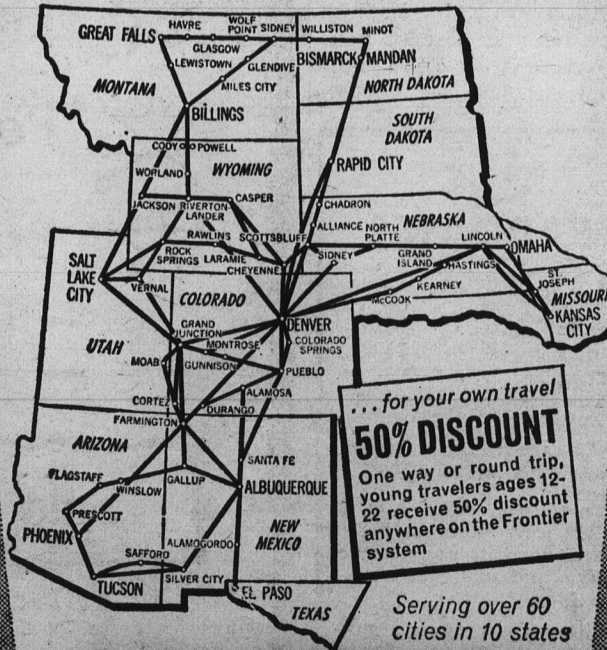 HAVRE
WOLF
POINT
SIDNEY
WILLISTON
MINOT
GREAT FALLS
GLASGOW
LEWISTOWN
GLENDIVE
BISMARCK
MANDAN
MONTANA
MILES CITY
NORTH DAKOTA
BILLINGS
SOUTH
DAKOTA
CODY
POWELL
WYOMING
RAPID CITY
WORLAND
JACKSON
RIVERTON-
LANDER
CASPER
CHADRON
NEBRASKA
RAWLINS
SCOTTSBLUFF
ALLIANCE
NORTH
PLATTE
LINCOLN
OMAHA
ROCK
SPRINGS
LARAMIE
CHEYENNE
SIDNEY
GRAND
ISLAND
HASTINGS
SALT
LAKE
CITY
VERNAL
COLORADO
KEARNEY
McCOOK
ST.
JOSEPH
MISSOURI
KANSAS
CITY
GRAND
JUNCTION
DENVER
UTAH
MONTROSE
COLORADO
SPRINGS
MOAB
GUNNISON
PUEBLO
CORTEZ
ALAMOSA
DURANGO
FARMINGTON
ARIZONA
SANTA FE
FLAGSTAFF
GALLUP
WINSLOW
ALBUQUERQUE
PRESCOTT
NEW
MEXICO
PHOENIX
ALAMOGORDO
SAFFORD
SILVER CITY
TUCSON
EL PASO
TEXAS
...for your own travel
50% DISCOUNT
One way or round trip,
young travelers ages 12-
22 receive 50% discount
anywhere on the Frontier
system
Serving over 60
cities in 10 states